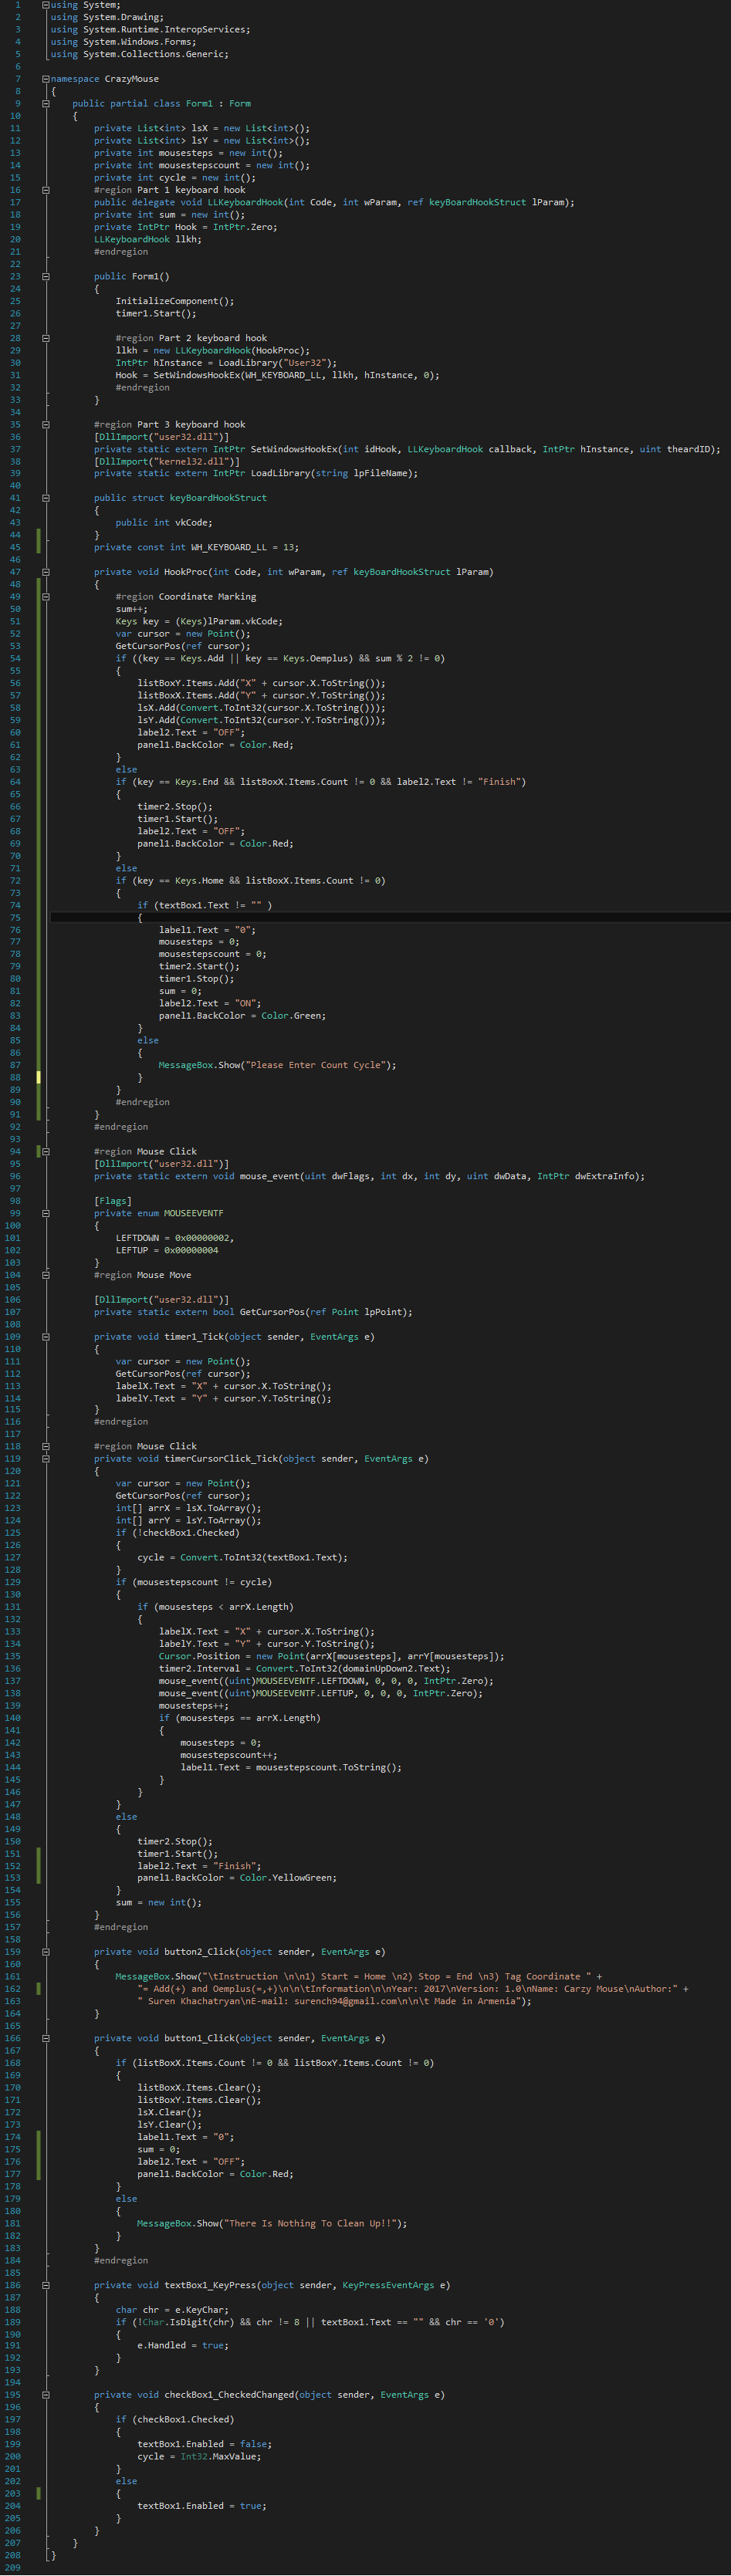 1 using System;
2 using System.Drawing;
3 using System.Runtime.InteropServices;
4 using System.Windows.Forms;
5 using System.Collections.Generic;
6
7 namespace CrazyMouse
8 {
9 public partial class Form1 : Form
10 {
11 private List<int> lsX = new List<int>();
12 private List<int> lsY = new List<int>();
13 private int mousesteps = new int();
14 private int mousestepscount = new int();
15 private int cycle = new int();
16 #region Part 1 keyboard hook
17 public delegate void LLKeyboardHook(int Code, int wParam, ref keyBoardHookStruct lParam);
18 private int sum = new int();
19 private IntPtr Hook = IntPtr.Zero;
20 LLKeyboardHook llkh;
21 #endregion
22
23 public Form1()
24 {
25 InitializeComponent();
26 timer1.Start();
27
28 #region Part 2 keyboard hook
29 llkh = new LLKeyboardHook(HookProc);
30 IntPtr hInstance = LoadLibrary("User32");
31 Hook = SetWindowsHookEx(WH_KEYBOARD_LL, llkh, hInstance, 0);
32 #endregion
33 }
34
35 #region Part 3 keyboard hook
36 [DllImport("user32.dll")]
37 private static extern IntPtr SetWindowsHookEx(int idHook, LLKeyboardHook callback, IntPtr hInstance, uint theardID);
38 [DllImport("kernel32.dll")]
39 private static extern IntPtr LoadLibrary(string lpFileName);
40
41 public struct keyBoardHookStruct
42 {
43 public int vkCode;
44 }
45 private const int WH_KEYBOARD_LL = 13;
46
47 private void HookProc(int Code, int wParam, ref keyBoardHookStruct lParam)
48 {
49 #region Coordinate Marking
50 sum++;
51 Keys key = (Keys)lParam.vkCode;
52 var cursor = new Point();
53 GetCursorPos(ref cursor);
54 if ((key == Keys.Add || key == Keys.Oemplus) && sum % 2 != 0)
55 {
56 listBoxY.Items.Add("X" + cursor.X.ToString());
57 listBoxX.Items.Add("Y" + cursor.Y.ToString());
58 lsX.Add(Convert.ToInt32(cursor.X.ToString()));
59 lsY.Add(Convert.ToInt32(cursor.Y.ToString()));
60 label2.Text = "OFF";
61 panel1.BackColor = Color.Red;
62 }
63 else
64 if (key == Keys.End && listBoxX.Items.Count != 0 && label2.Text != "Finish")
65 {
66 timer2.Stop();
67 timer1.Start();
68 label2.Text = "OFF";
69 panel1.BackColor = Color.Red;
70 }
71 else
72 if (key == Keys.Home && listBoxX.Items.Count != 0)
73 {
74 if (textBox1.Text != "" )
75 {
76 label1.Text = "0";
77 mousesteps = 0;
78 mousestepscount = 0;
79 timer2.Start();
80 timer1.Stop();
81 sum = 0;
82 label2.Text = "ON";
83 panel1.BackColor = Color.Green;
84 }
85 else
86 {
87 MessageBox.Show("Please Enter Count Cycle");
88 }
89 }
90 #endregion
91 }
92 #endregion
93
94 #region Mouse Click
95 [DllImport("user32.dll")]
96 private static extern void mouse_event(uint dwFlags, int dx, int dy, uint dwData, IntPtr dwExtraInfo);
97
98 [Flags]
99 private enum MOUSEEVENTF
100 {
101 LEFTDOWN = 0x00000002,
102 LEFTUP = 0x00000004
103 }
104 #region Mouse Move
105
106 [DllImport("user32.dll")]
107 private static extern bool GetCursorPos(ref Point lpPoint);
108
109 private void timer1_Tick(object sender, EventArgs e)
110 {
111 var cursor = new Point();
112 GetCursorPos(ref cursor);
113 labelX.Text = "X" + cursor.X.ToString();
114 labelY.Text = "Y" + cursor.Y.ToString();
115 }
116 #endregion
117
118 #region Mouse Click
119 private void timerCursorClick_Tick(object sender, EventArgs e)
120 {
121 var cursor = new Point();
122 GetCursorPos(ref cursor);
123 int[] arrX = lsX.ToArray();
124 int[] arrY = lsY.ToArray();
125 if (!checkBox1.Checked)
126 {
127 cycle = Convert.ToInt32(textBox1.Text);
128 }
129 if (mousestepscount != cycle)
130 {
131 if (mousesteps < arrX.Length)
132 {
133 labelX.Text = "X" + cursor.X.ToString();
134 labelY.Text = "Y" + cursor.Y.ToString();
135 Cursor.Position = new Point(arrX[mousesteps], arrY[mousesteps]);
136 timer2.Interval = Convert.ToInt32(domainUpDown2.Text);
137 mouse_event((uint)MOUSEEVENTF.LEFTDOWN, 0, 0, 0, IntPtr.Zero);
138 mouse_event((uint)MOUSEEVENTF.LEFTUP, 0, 0, 0, IntPtr.Zero);
139 mousesteps++;
140 if (mousesteps == arrX.Length)
141 {
142 mousesteps = 0;
143 mousestepscount++;
144 label1.Text = mousestepscount.ToString();
145 }
146 }
147 }
148 else
149 {
150 timer2.Stop();
151 timer1.Start();
152 label2.Text = "Finish";
153 panel1.BackColor = Color.YellowGreen;
154 }
155 sum = new int();
156 }
157 #endregion
158
159 private void button2_Click(object sender, EventArgs e)
160 {
161 MessageBox.Show("\tInstruction \n\n1) Start = Home \n2) Stop = End \n3) Tag Coordinate " +
162 "= Add(+) and Oemplus(=,+)\n\n\tInformation\n\nYear: 2017\nVersion: 1.0\nName: Carzy Mouse\nAuthor:" +
163 " Suren Khachatryan\nE-mail: surench94@gmail.com\n\n\t Made in Armenia");
164 }
165
166 private void button1_Click(object sender, EventArgs e)
167 {
168 if (listBoxX.Items.Count != 0 && listBoxY.Items.Count != 0)
169 {
170 listBoxX.Items.Clear();
171 listBoxY.Items.Clear();
172 lsX.Clear();
173 lsY.Clear();
174 label1.Text = "0";
175 sum = 0;
176 label2.Text = "OFF";
177 panel1.BackColor = Color.Red;
178 }
179 else
180 {
181 MessageBox.Show("There Is Nothing To Clean Up!!");
182 }
183 }
184 #endregion
185
186 private void textBox1_KeyPress(object sender, KeyPressEventArgs e)
187 {
188 char chr = e.KeyChar;
189 if (!Char.IsDigit(chr) && chr != 8 || textBox1.Text == "" && chr == '0')
190 {
191 e.Handled = true;
192 }
193 }
194
195 private void checkBox1_CheckedChanged(object sender, EventArgs e)
196 {
197 if (checkBox1.Checked)
198 {
199 textBox1.Enabled = false;
200 cycle = Int32.MaxValue;
201 }
202 else
203 {
204 textBox1.Enabled = true;
205 }
206 }
207 }
208 }
209